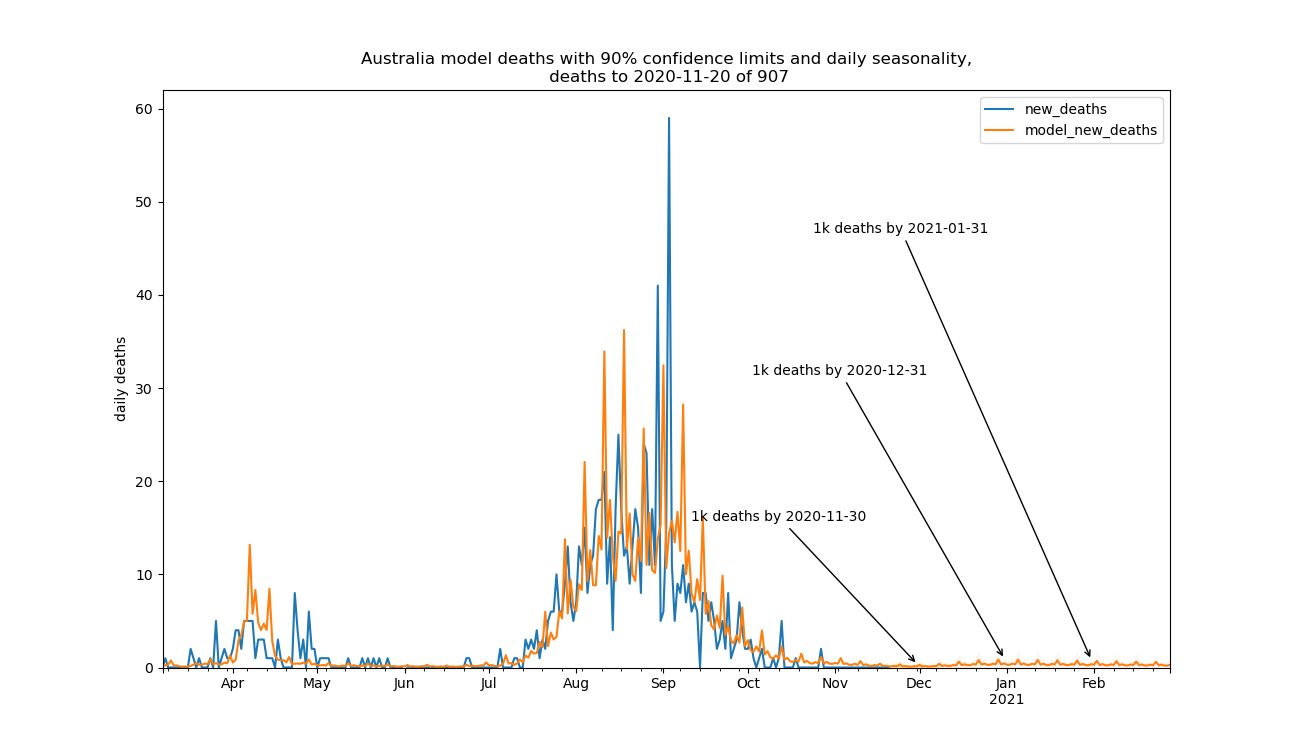 Australia model deaths with 90% confidence limits and daily seasonality,
deaths to 2020-11-20 of 907
new_deaths
model_new_deaths
60
50
40
30
20
10
0
daily deaths
1k deaths by 2021-01-31
1k deaths by 2020-12-31
1k deaths by 2020-11-30
Apr May Jun Jul Aug Sep Oct Nov Dec Jan Feb
2021